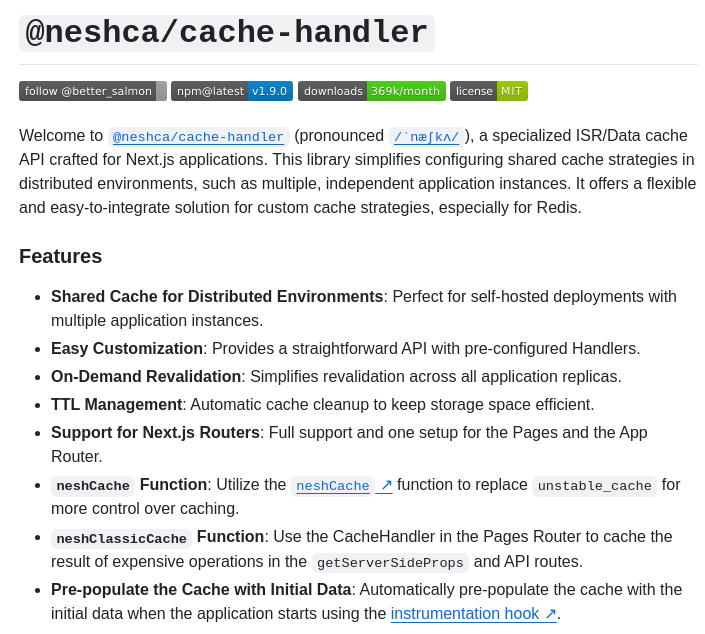 @neshca/cache-handler
follow @better_salmon npm@latest v1.9.0 downloads 369k/month license MIT
Welcome to @neshca/cache-handler (pronounced /ˈnæʃkʌ/ ), a specialized ISR/Data cache
API crafted for Next.js applications. This library simplifies configuring shared cache strategies in
distributed environments, such as multiple, independent application instances. It offers a flexible
and easy-to-integrate solution for custom cache strategies, especially for Redis.
Features
• Shared Cache for Distributed Environments: Perfect for self-hosted deployments with
multiple application instances.
• Easy Customization: Provides a straightforward API with pre-configured Handlers.
• On-Demand Revalidation: Simplifies revalidation across all application replicas.
• TTL Management: Automatic cache cleanup to keep storage space efficient.
• Support for Next.js Routers: Full support and one setup for the Pages and the App
Router.
• neshCache Function: Utilize the neshCache ↗ function to replace unstable_cache for
more control over caching.
• neshClassicCache Function: Use the CacheHandler in the Pages Router to cache the
result of expensive operations in the getServerSideProps and API routes.
• Pre-populate the Cache with Initial Data: Automatically pre-populate the cache with the
initial data when the application starts using the instrumentation hook ↗.